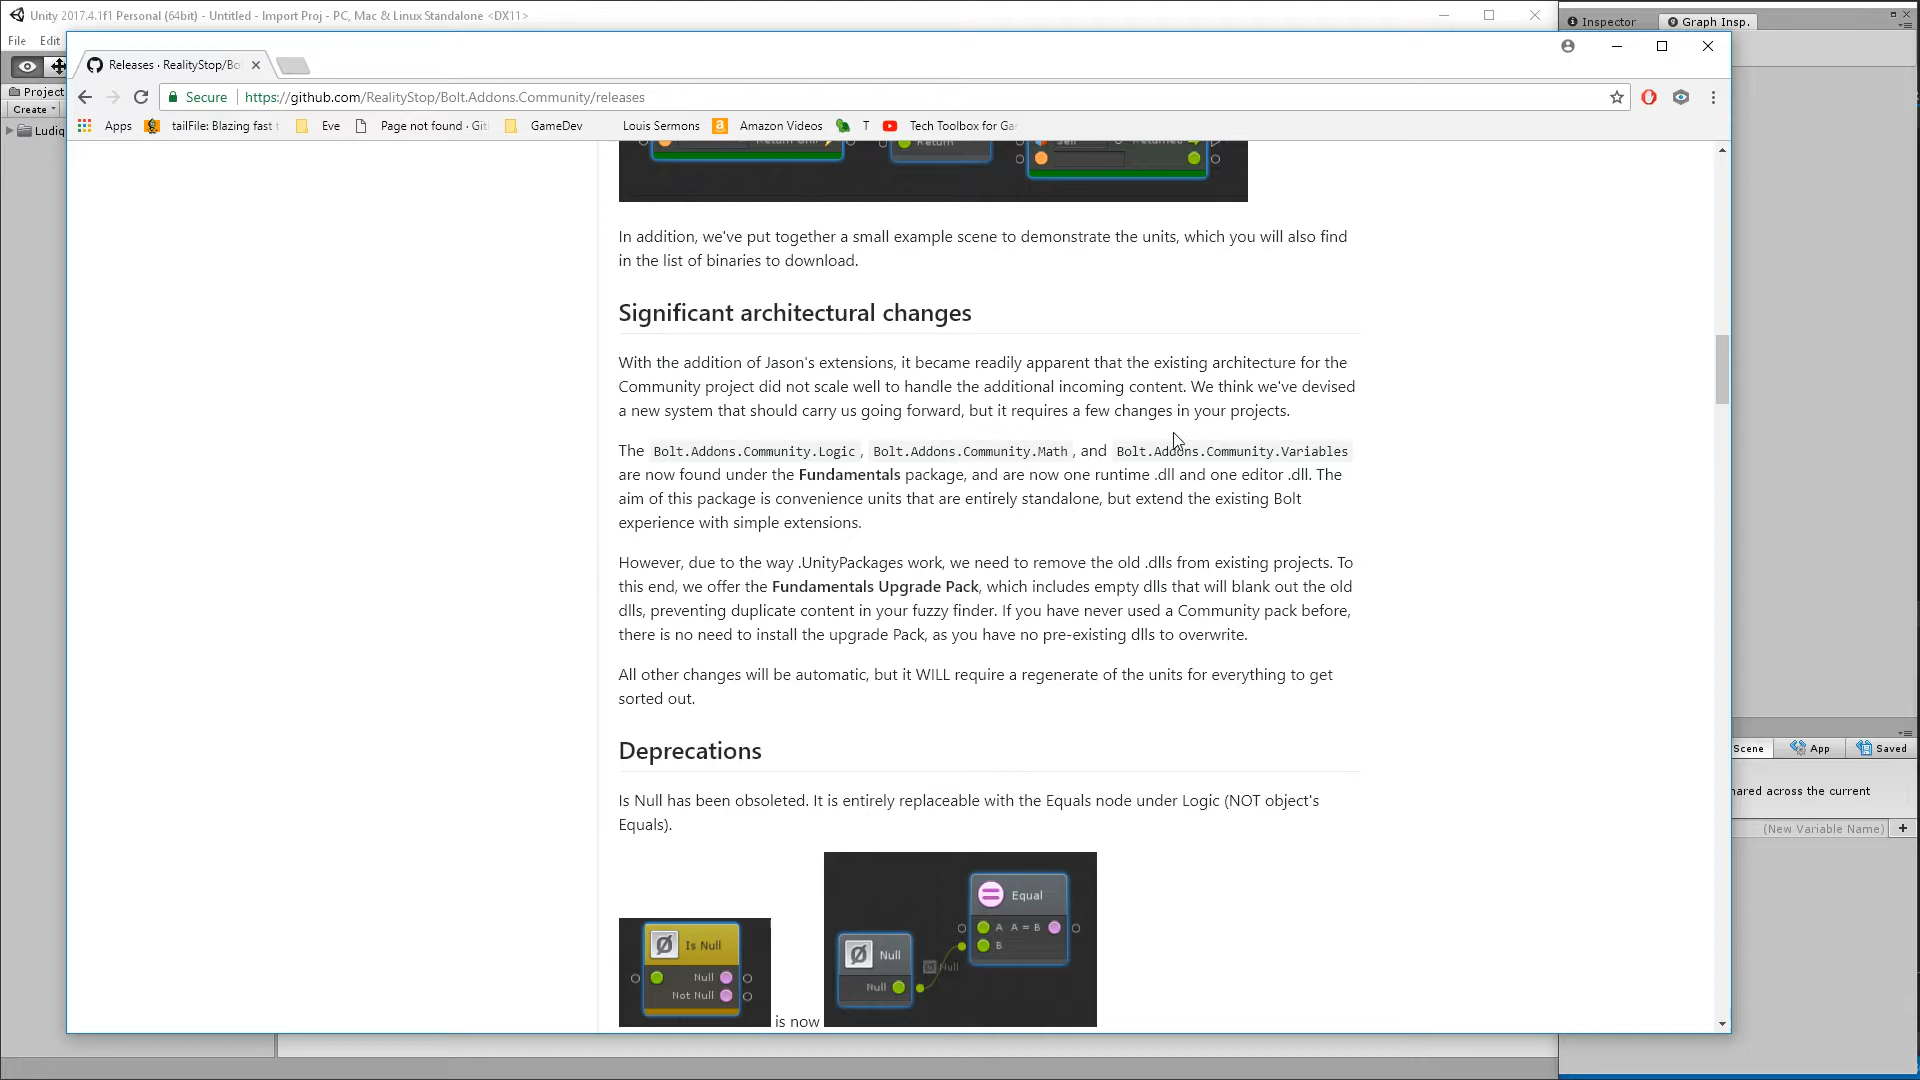 Unity 2017.4.1f1 Personal (64bit) - Untitled - Import Proj - PC, Mac & Linux Standalone <DX11>
Inspector
Graph Insp.
File Edit
Releases · RealityStop/Bo
Project
Secure https://github.com/RealityStop/Bolt.Addons.Community/releases
Create
Apps tailFile: Blazing fast t Eve Page not found · Git GameDev Louis Sermons Amazon Videos T Tech Toolbox for Gar
Ludiq
Return
In addition, we've put together a small example scene to demonstrate the units, which you will also find
in the list of binaries to download.
Significant architectural changes
With the addition of Jason's extensions, it became readily apparent that the existing architecture for the
Community project did not scale well to handle the additional incoming content. We think we've devised
a new system that should carry us going forward, but it requires a few changes in your projects.
The Bolt.Addons.Community.Logic , Bolt.Addons.Community.Math , and Bolt.Addons.Community.Variables
are now found under the Fundamentals package, and are now one runtime .dll and one editor .dll. The
aim of this package is convenience units that are entirely standalone, but extend the existing Bolt
experience with simple extensions.
However, due to the way .UnityPackages work, we need to remove the old .dlls from existing projects. To
this end, we offer the Fundamentals Upgrade Pack, which includes empty dlls that will blank out the old
dlls, preventing duplicate content in your fuzzy finder. If you have never used a Community pack before,
there is no need to install the upgrade Pack, as you have no pre-existing dlls to overwrite.
All other changes will be automatic, but it WILL require a regenerate of the units for everything to get
sorted out.
Deprecations
Scene App Saved
hared across the current
Is Null has been obsoleted. It is entirely replaceable with the Equals node under Logic (NOT object's
Equals).
(New Variable Name) +
Equal
A A = B
B
Is Null
Null
Null
Null
Null
Not Null
is now